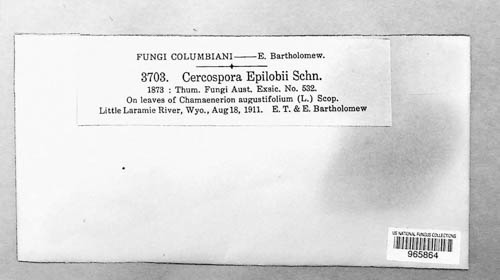 FUNGI COLUMBIANI—E. Bartholomew.
3703. Cercospora Epilobii Schn.
1873 : Thum. Fungi Aust. Exsic. No. 532.
On leaves of Chamaenerion augustifolium (L.) Scop.
Little Laramie River, Wyo., Aug 18, 1911. E. T. & E. Bartholomew
US NATIONAL FUNGUS COLLECTIONS
965864